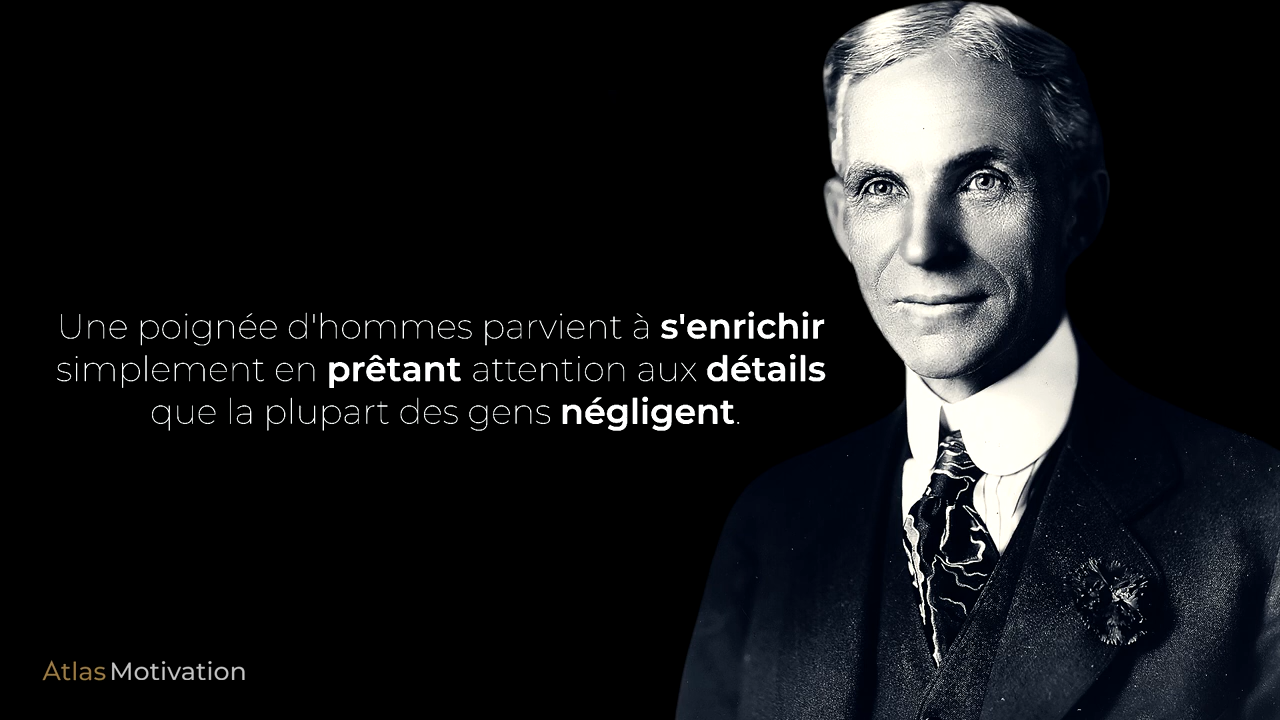 Une poignée d'hommes parvient à s'enrichir
simplement en prêtant attention aux détails
que la plupart des gens négligent.
Atlas Motivation